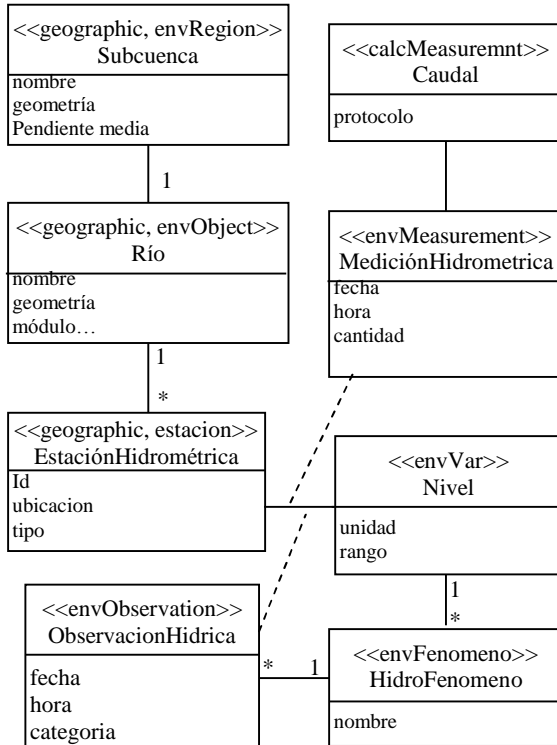 <<geographic, envRegion>>
Subcuenca
nombre
geometría
Pendiente media
<<calcMeasuremnt>>
Caudal
protocolo
1
<<geographic, envObject>>
Río
nombre
geometría
módulo…
<<envMeasurement>>
MediciónHidrometrica
fecha
hora
cantidad
1
*
<<geographic, estacion>>
EstaciónHidrométrica
Id
ubicacion
tipo
<<envVar>>
Nivel
unidad
rango
1
*
<<envObservation>>
ObservacionHidrica
fecha
hora
categoria
*
1
<<envFenomeno>>
HidroFenomeno
nombre